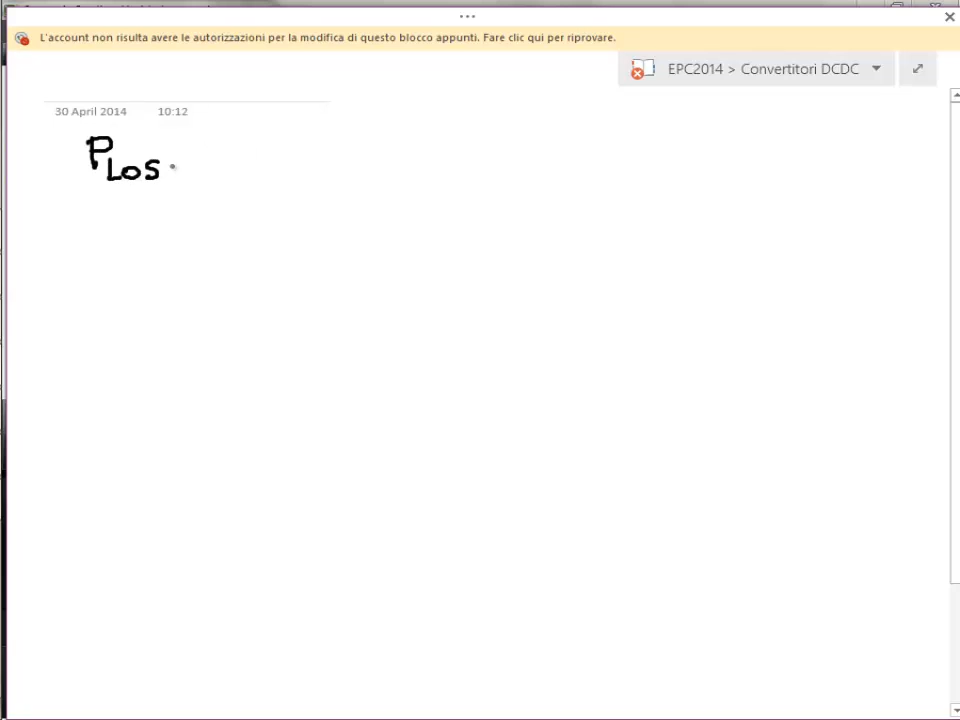 L'account non risulta avere le autorizzazioni per la modifica di questo blocco appunti. Fare clic qui per riprovare.
EPC2014 > Convertitori DCDC
30 April 2014 10:12
PLOS